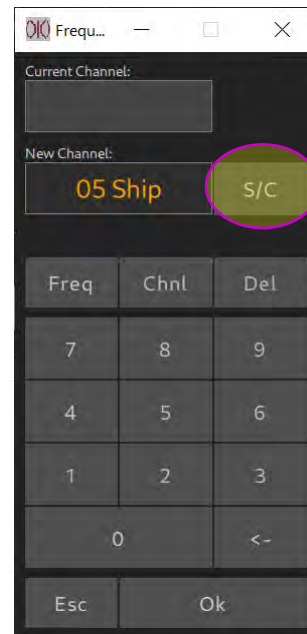 Frequ...
Current Channel:
New Channel:
05 Ship S/C
Freq Chnl Del
7 8 9
4 5 6
1 2 3
0 <-
Esc Ok